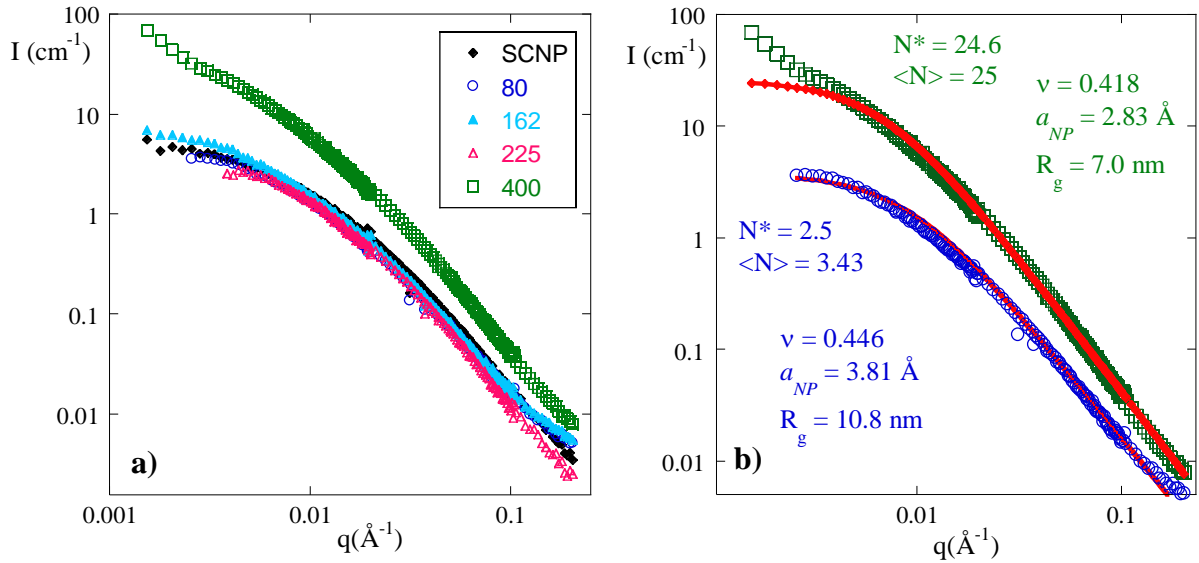 100
I (cm⁻¹)
10
1
0.1
0.01
0.001
0.01
0.1
q(Å⁻¹)
SCNP
80
162
225
400
a)
100
I (cm⁻¹)
10
1
0.1
0.01
0.01
0.1
q(Å⁻¹)
N* = 24.6
<N> = 25
ν = 0.418
a_NP = 2.83 Å
R_g = 7.0 nm
N* = 2.5
<N> = 3.43
ν = 0.446
a_NP = 3.81 Å
R_g = 10.8 nm
b)